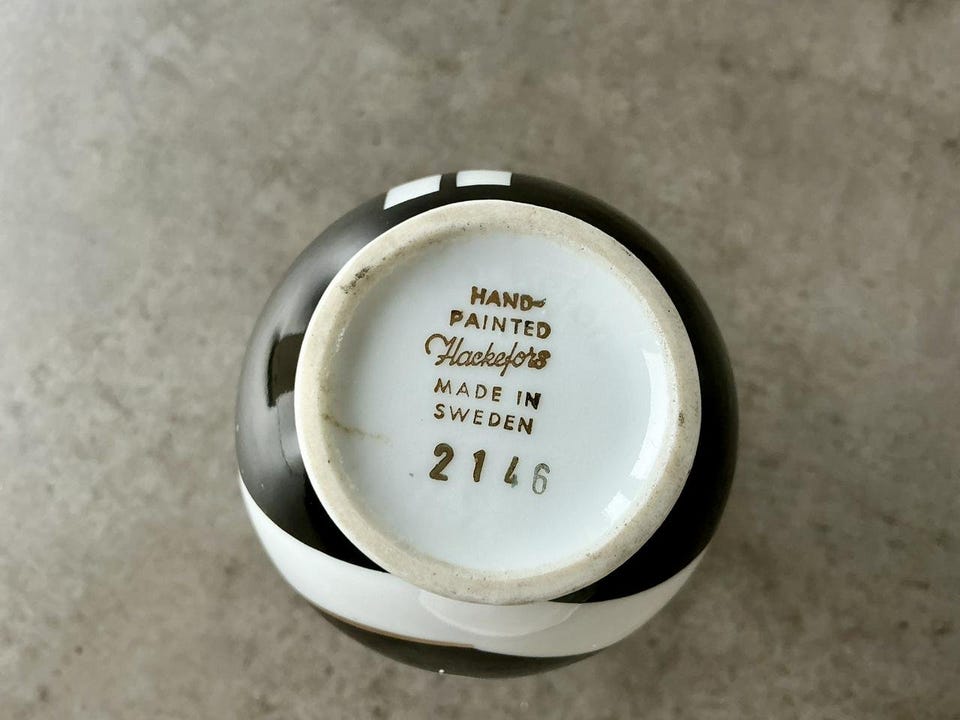 HAND-
PAINTED
Hackefors
MADE IN
SWEDEN
2146